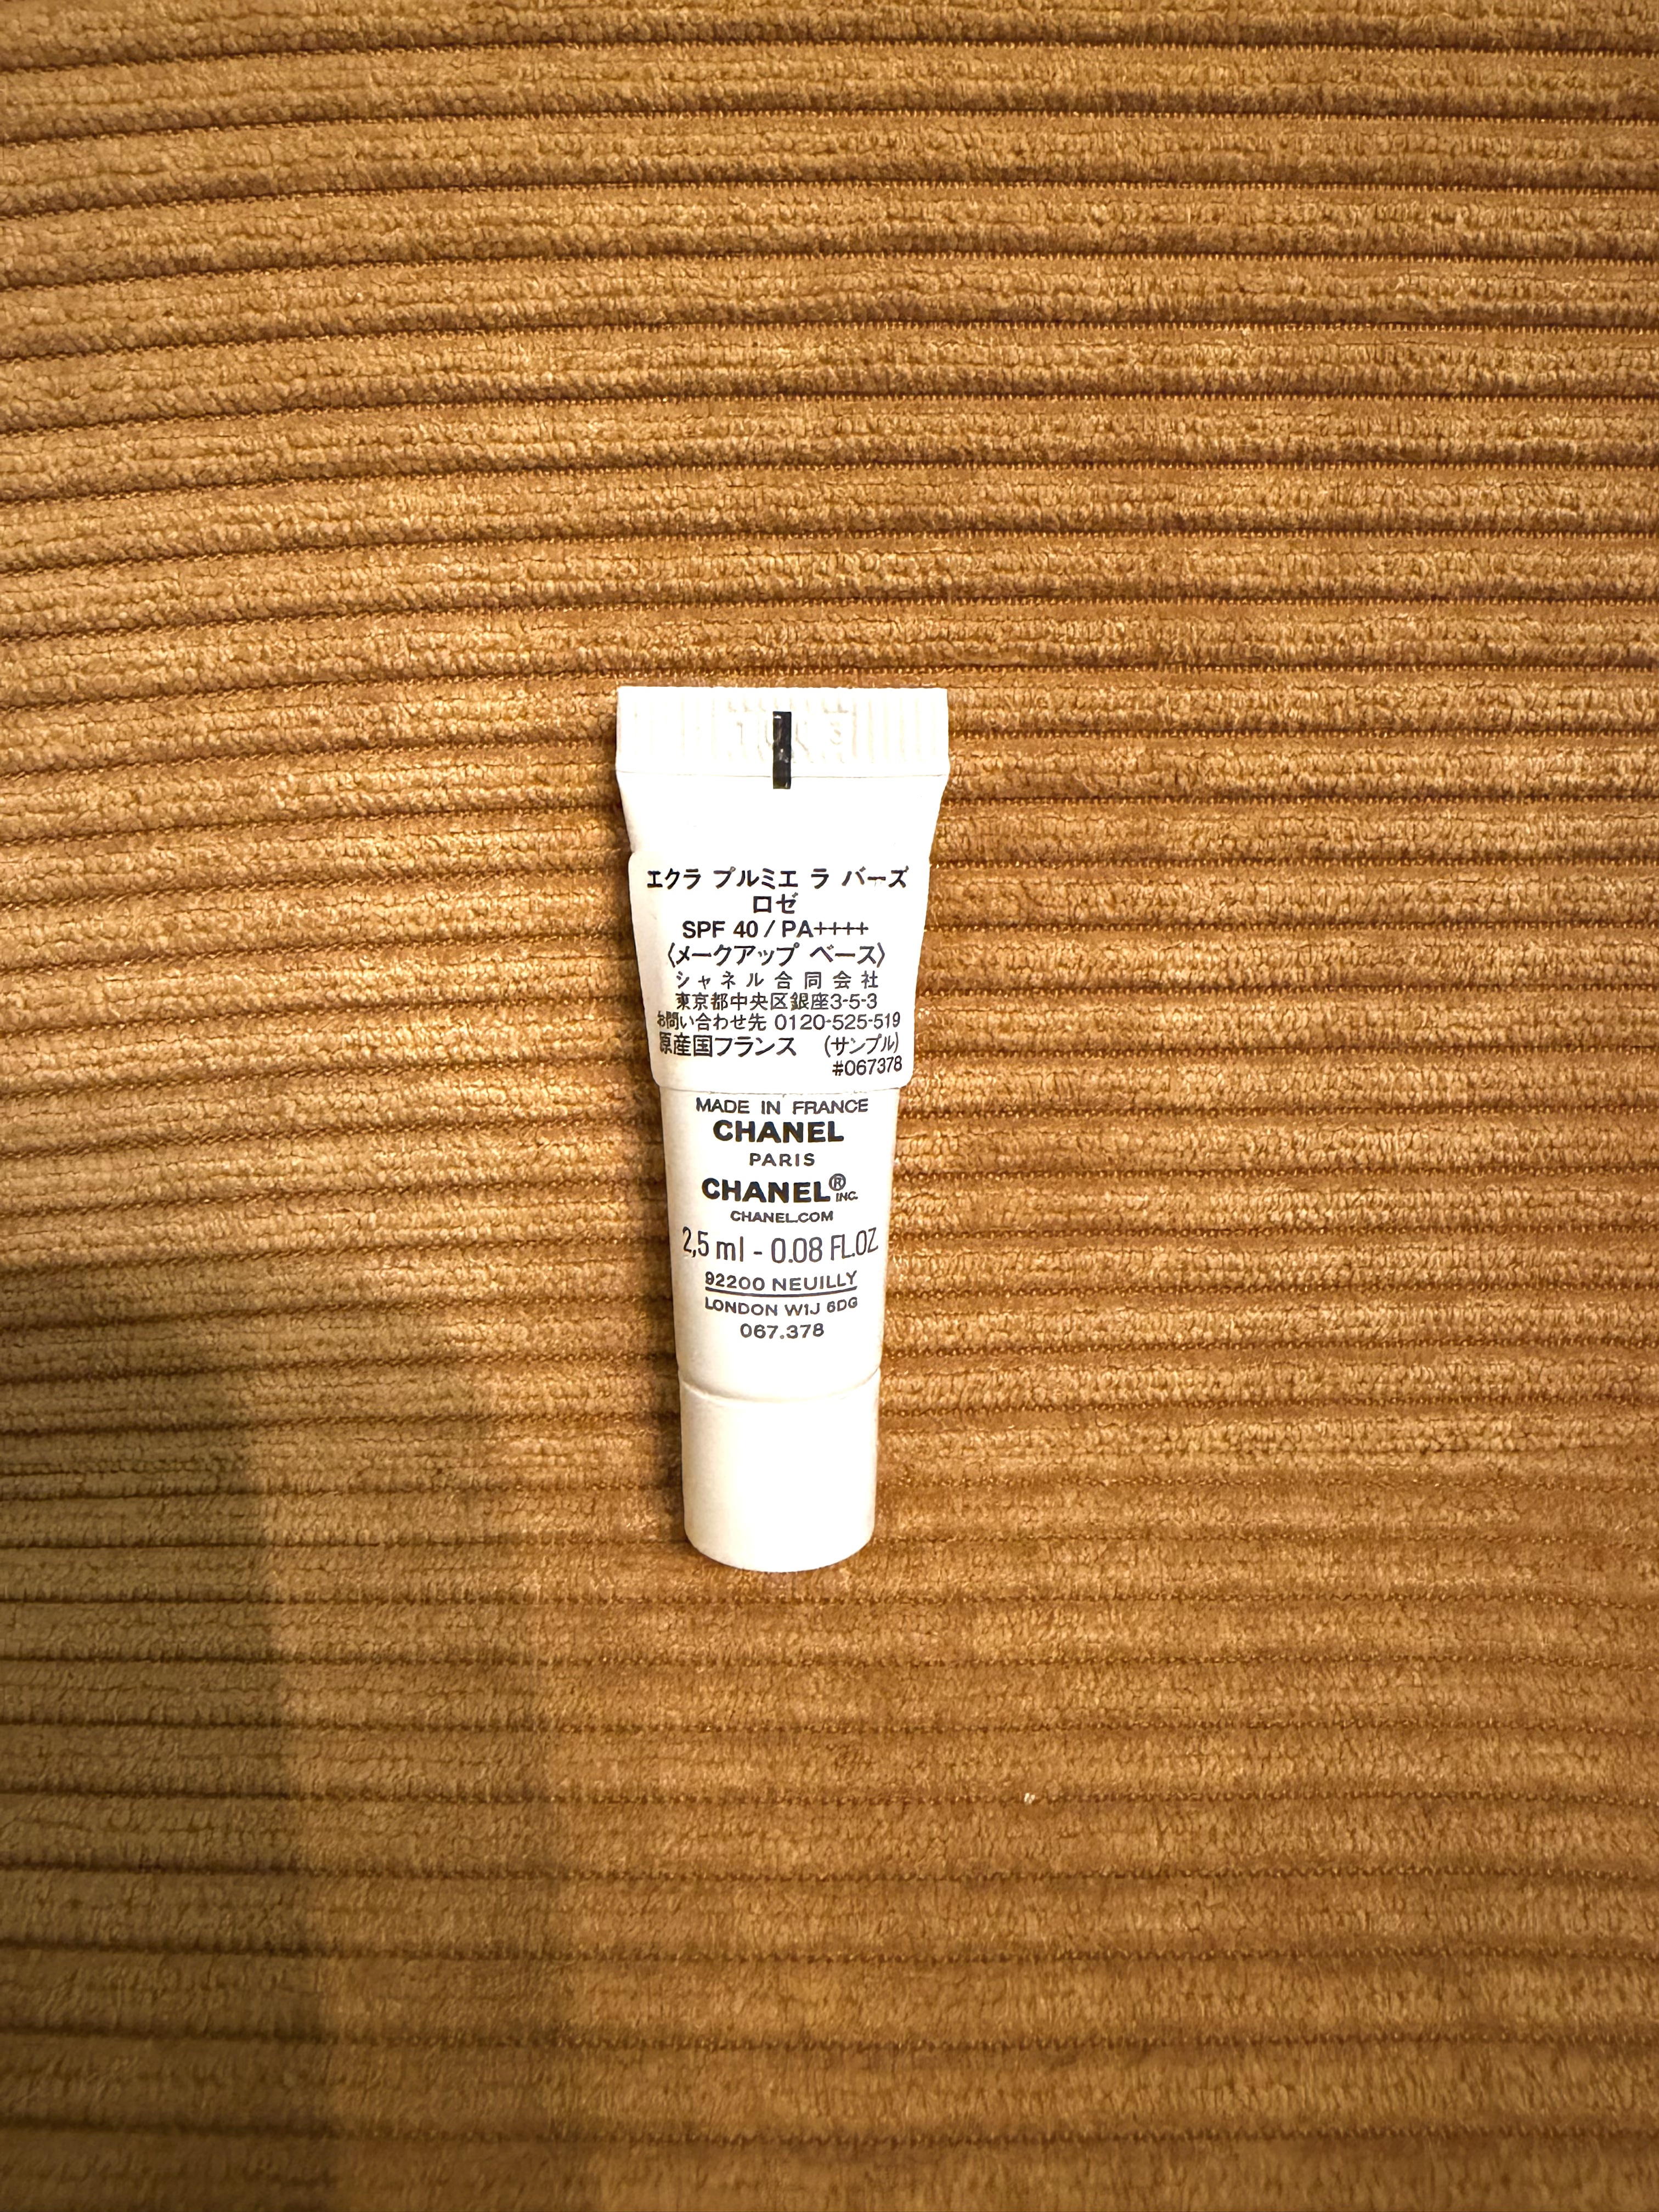 エクラ プルミエ ラ バーズ
ロゼ
SPF 40 / PA++++
〈メークアップ ベース〉
シャネル合同会社
東京都中央区銀座3-5-3
お問い合わせ先 0120-525-519
原産国フランス (サンプル)
#067378
MADE IN FRANCE
CHANEL
PARIS
CHANEL® INC.
CHANEL.COM
2,5 ml - 0.08 FL.OZ
92200 NEUILLY
LONDON W1J 6DG
067.378